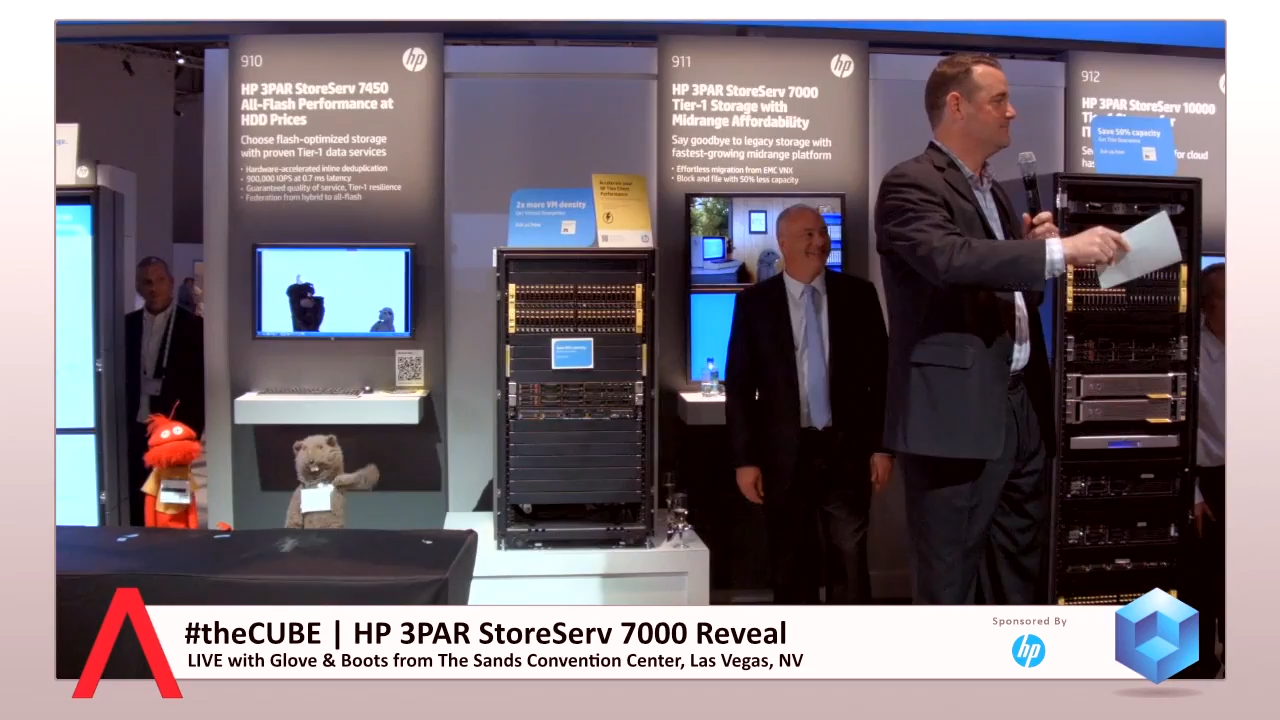 910
hp
HP 3PAR StoreServ 7450
All-Flash Performance at
HDD Prices
Choose flash-optimized storage
with proven Tier-1 data services
• Hardware-accelerated inline deduplication
• 900,000 IOPS at 0.7 ms latency
• Guaranteed quality of service, Tier-1 resilience
• Federation from hybrid to all-flash
2x more VM density
911
hp
HP 3PAR StoreServ 7000
Tier-1 Storage with
Midrange Affordability
Say goodbye to legacy storage with
fastest-growing midrange platform
• Effortless migration from EMC VNX
• Block and file with 50% less capacity
912
HP 3PAR StoreServ 10000
Save 50% capacity
for cloud
#theCUBE | HP 3PAR StoreServ 7000 Reveal
LIVE with Glove & Boots from The Sands Convention Center, Las Vegas, NV
Sponsored By
hp